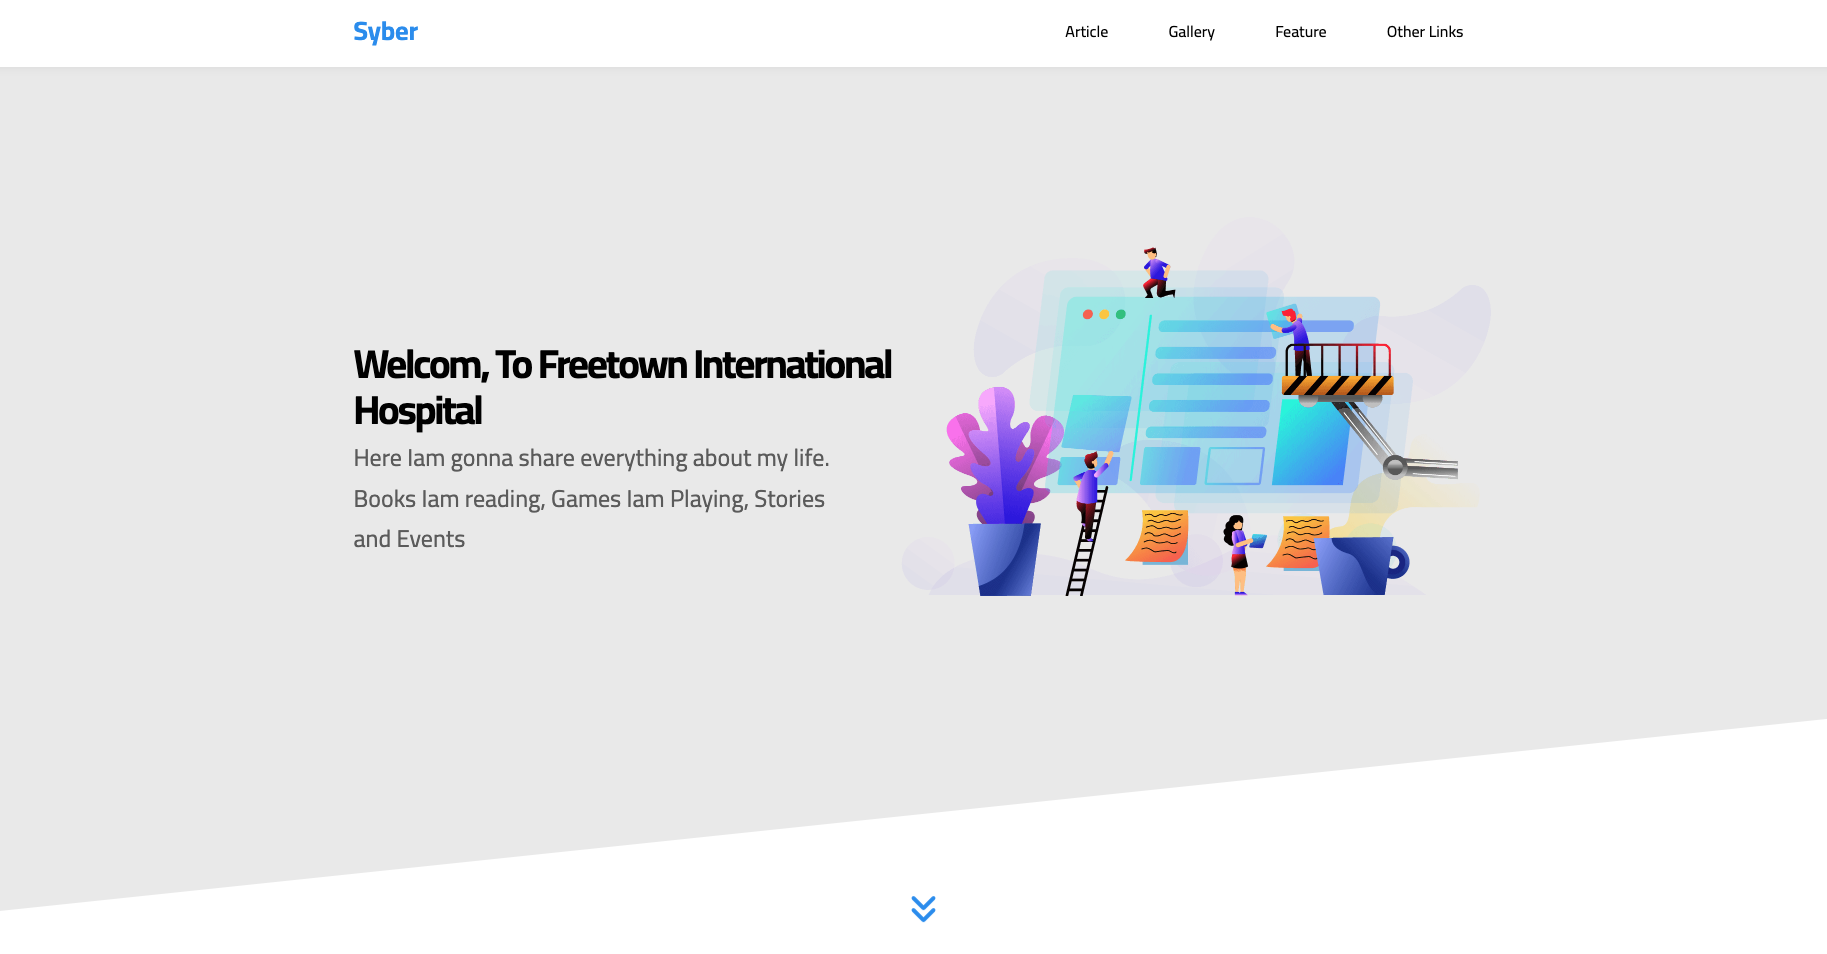 Syber
Article
Gallery
Feature
Other Links
Welcom, To Freetown International
Hospital
Here Iam gonna share everything about my life.
Books Iam reading, Games Iam Playing, Stories
and Events